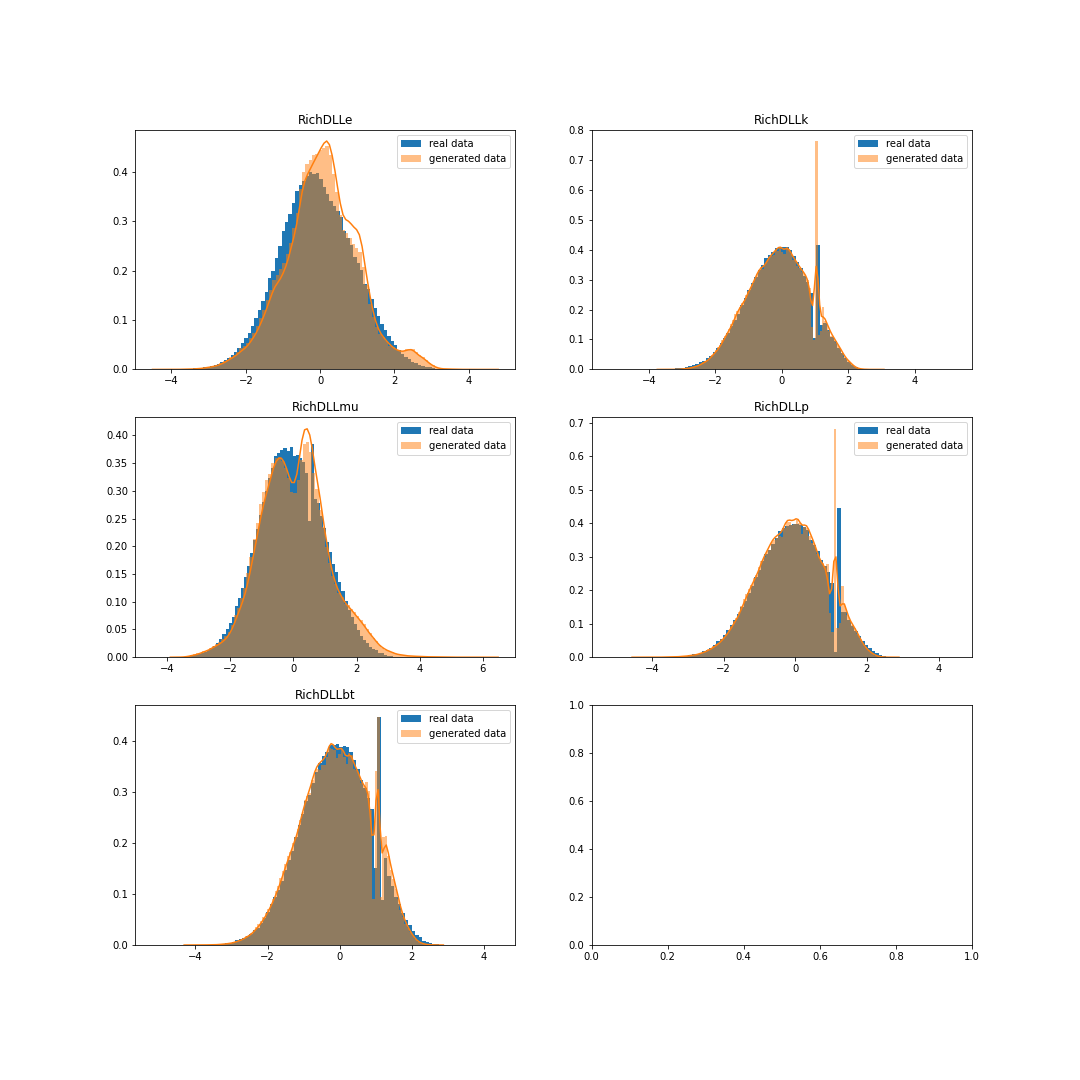 RichDLLe
real data
generated data
0.4
0.3
0.2
0.1
0.0
−4 −2 0 2 4
RichDLLk
real data
generated data
0.8
0.7
0.6
0.5
0.4
0.3
0.2
0.1
0.0
−4 −2 0 2 4
RichDLLmu
real data
generated data
0.40
0.35
0.30
0.25
0.20
0.15
0.10
0.05
0.00
−4 −2 0 2 4 6
RichDLLp
real data
generated data
0.7
0.6
0.5
0.4
0.3
0.2
0.1
0.0
−4 −2 0 2 4
RichDLLbt
real data
generated data
0.4
0.3
0.2
0.1
0.0
−4 −2 0 2 4
1.0
0.8
0.6
0.4
0.2
0.0
0.0 0.2 0.4 0.6 0.8 1.0